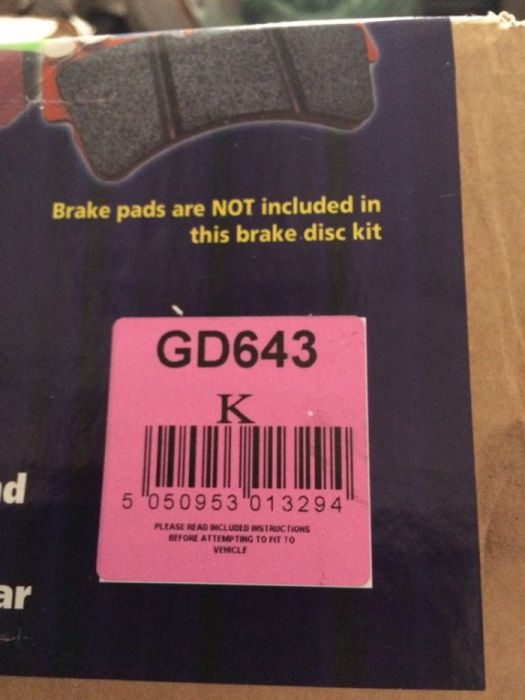 Brake pads are NOT included in
this brake disc kit
GD643
K
5 050953 013294
PLEASE READ INCLUDED INSTRUCTIONS
BEFORE ATTEMPTING TO FIT TO
VEHICLE
d
ar